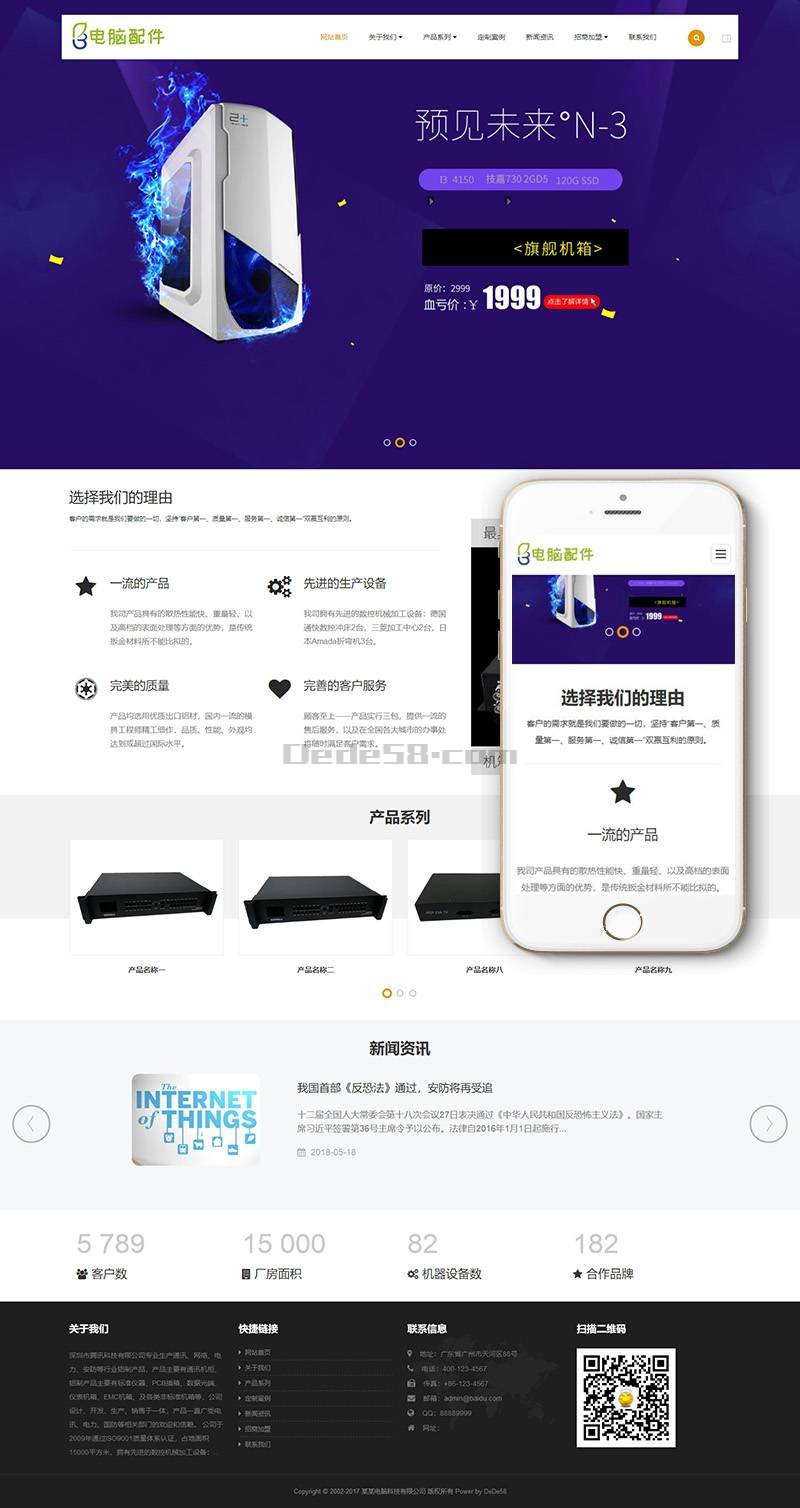 电脑配件
网站首页 关于我们 产品系列 定制案例 新闻资讯 招商加盟 联系我们
2+
预见未来°N-3
I3 4150 技嘉730 2GD5 120G SSD
<旗舰机箱>
原价：2999
血亏价：¥ 1999 点击了解详情
选择我们的理由
客户的需求就是我们要做的一切，坚持“客户第一、质量第一、服务第一、诚信第一”双赢互利的原则。
一流的产品
我司产品具有的散热性能快、重量轻、以
及高档的表面处理等方面的优势，是传统
钣金材料所不能比拟的。
先进的生产设备
我司拥有先进的数控机械加工设备：德国
通快数控冲床2台，三菱加工中心2台，日
本Amada折弯机3台。
完美的质量
产品均选用优质出口铝材，国内一流的模
具工程师精工细作，品质、性能、外观均
达到或超过国际水平。
完善的客户服务
顾客至上——产品实行三包，提供一流的
售后服务，以及在全国各大城市的办事处
将随时满足客户需求。
机箱
Dede58.com
电脑配件
<旗舰机箱>
1999
选择我们的理由
客户的需求就是我们要做的一切，坚持“客户第一、质
量第一、服务第一、诚信第一”双赢互利的原则。
一流的产品
我司产品具有的散热性能快、重量轻、以及高档的表面
处理等方面的优势，是传统钣金材料所不能比拟的。
产品系列
产品名称一
产品名称二
产品名称八
产品名称九
新闻资讯
The
INTERNET
of THINGS
我国首部《反恐法》通过，安防将再受追
十二届全国人大常委会第十八次会议27日表决通过《中华人民共和国反恐怖主义法》。国家主
席习近平签署第36号主席令予以公布。法律自2016年1月1日起施行...
2018-05-18
5 789
客户数
15 000
厂房面积
82
机器设备数
182
合作品牌
关于我们
深圳市腾讯科技有限公司专业生产通讯、网络、电
力、安防等行业铝制产品，产品主要有通讯机柜、
铝制产品主要有标准仪器、PCB插箱、数据光端、
仪表机箱、EMC机箱、及各类非标准机箱等，公司
设计、开发、生产、销售于一体，产品一直广受电
讯、电力、国防等相关部门的欢迎和信赖。 公司于
2009年通过ISO9001质量体系认证，占地面积
15000平方米，拥有先进的数控机械加工设备：...
快捷链接
网站首页
关于我们
产品系列
定制案例
新闻资讯
招商加盟
联系我们
联系信息
地址：广东省广州市天河区88号
电话：400-123-4567
传真：+86-123-4567
邮箱：admin@baidu.com
QQ：88889999
网址：
扫描二维码
Copyright © 2002-2017 某某电脑科技有限公司 版权所有 Power by DeDe58